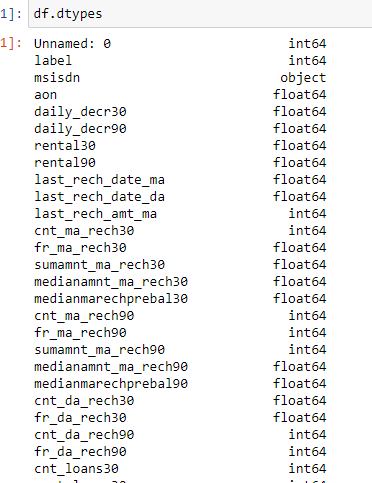 1]: df.dtypes
1]: Unnamed: 0 int64
label int64
msisdn object
aon float64
daily_decr30 float64
daily_decr90 float64
rental30 float64
rental90 float64
last_rech_date_ma float64
last_rech_date_da float64
last_rech_amt_ma int64
cnt_ma_rech30 int64
fr_ma_rech30 float64
sumamnt_ma_rech30 float64
medianamnt_ma_rech30 float64
medianmarechprebal30 float64
cnt_ma_rech90 int64
fr_ma_rech90 int64
sumamnt_ma_rech90 int64
medianamnt_ma_rech90 float64
medianmarechprebal90 float64
cnt_da_rech30 float64
fr_da_rech30 float64
cnt_da_rech90 int64
fr_da_rech90 int64
cnt_loans30 int64